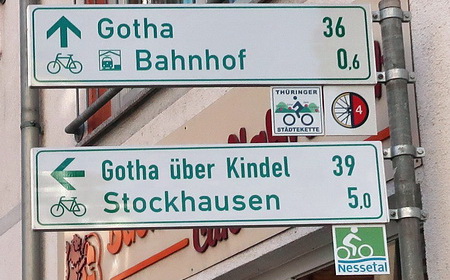 Gotha 36
Bahnhof 0,6
THÜRINGER
STÄDTEKETTE
4
Gotha über Kindel 39
Stockhausen 5,0
Nessetal